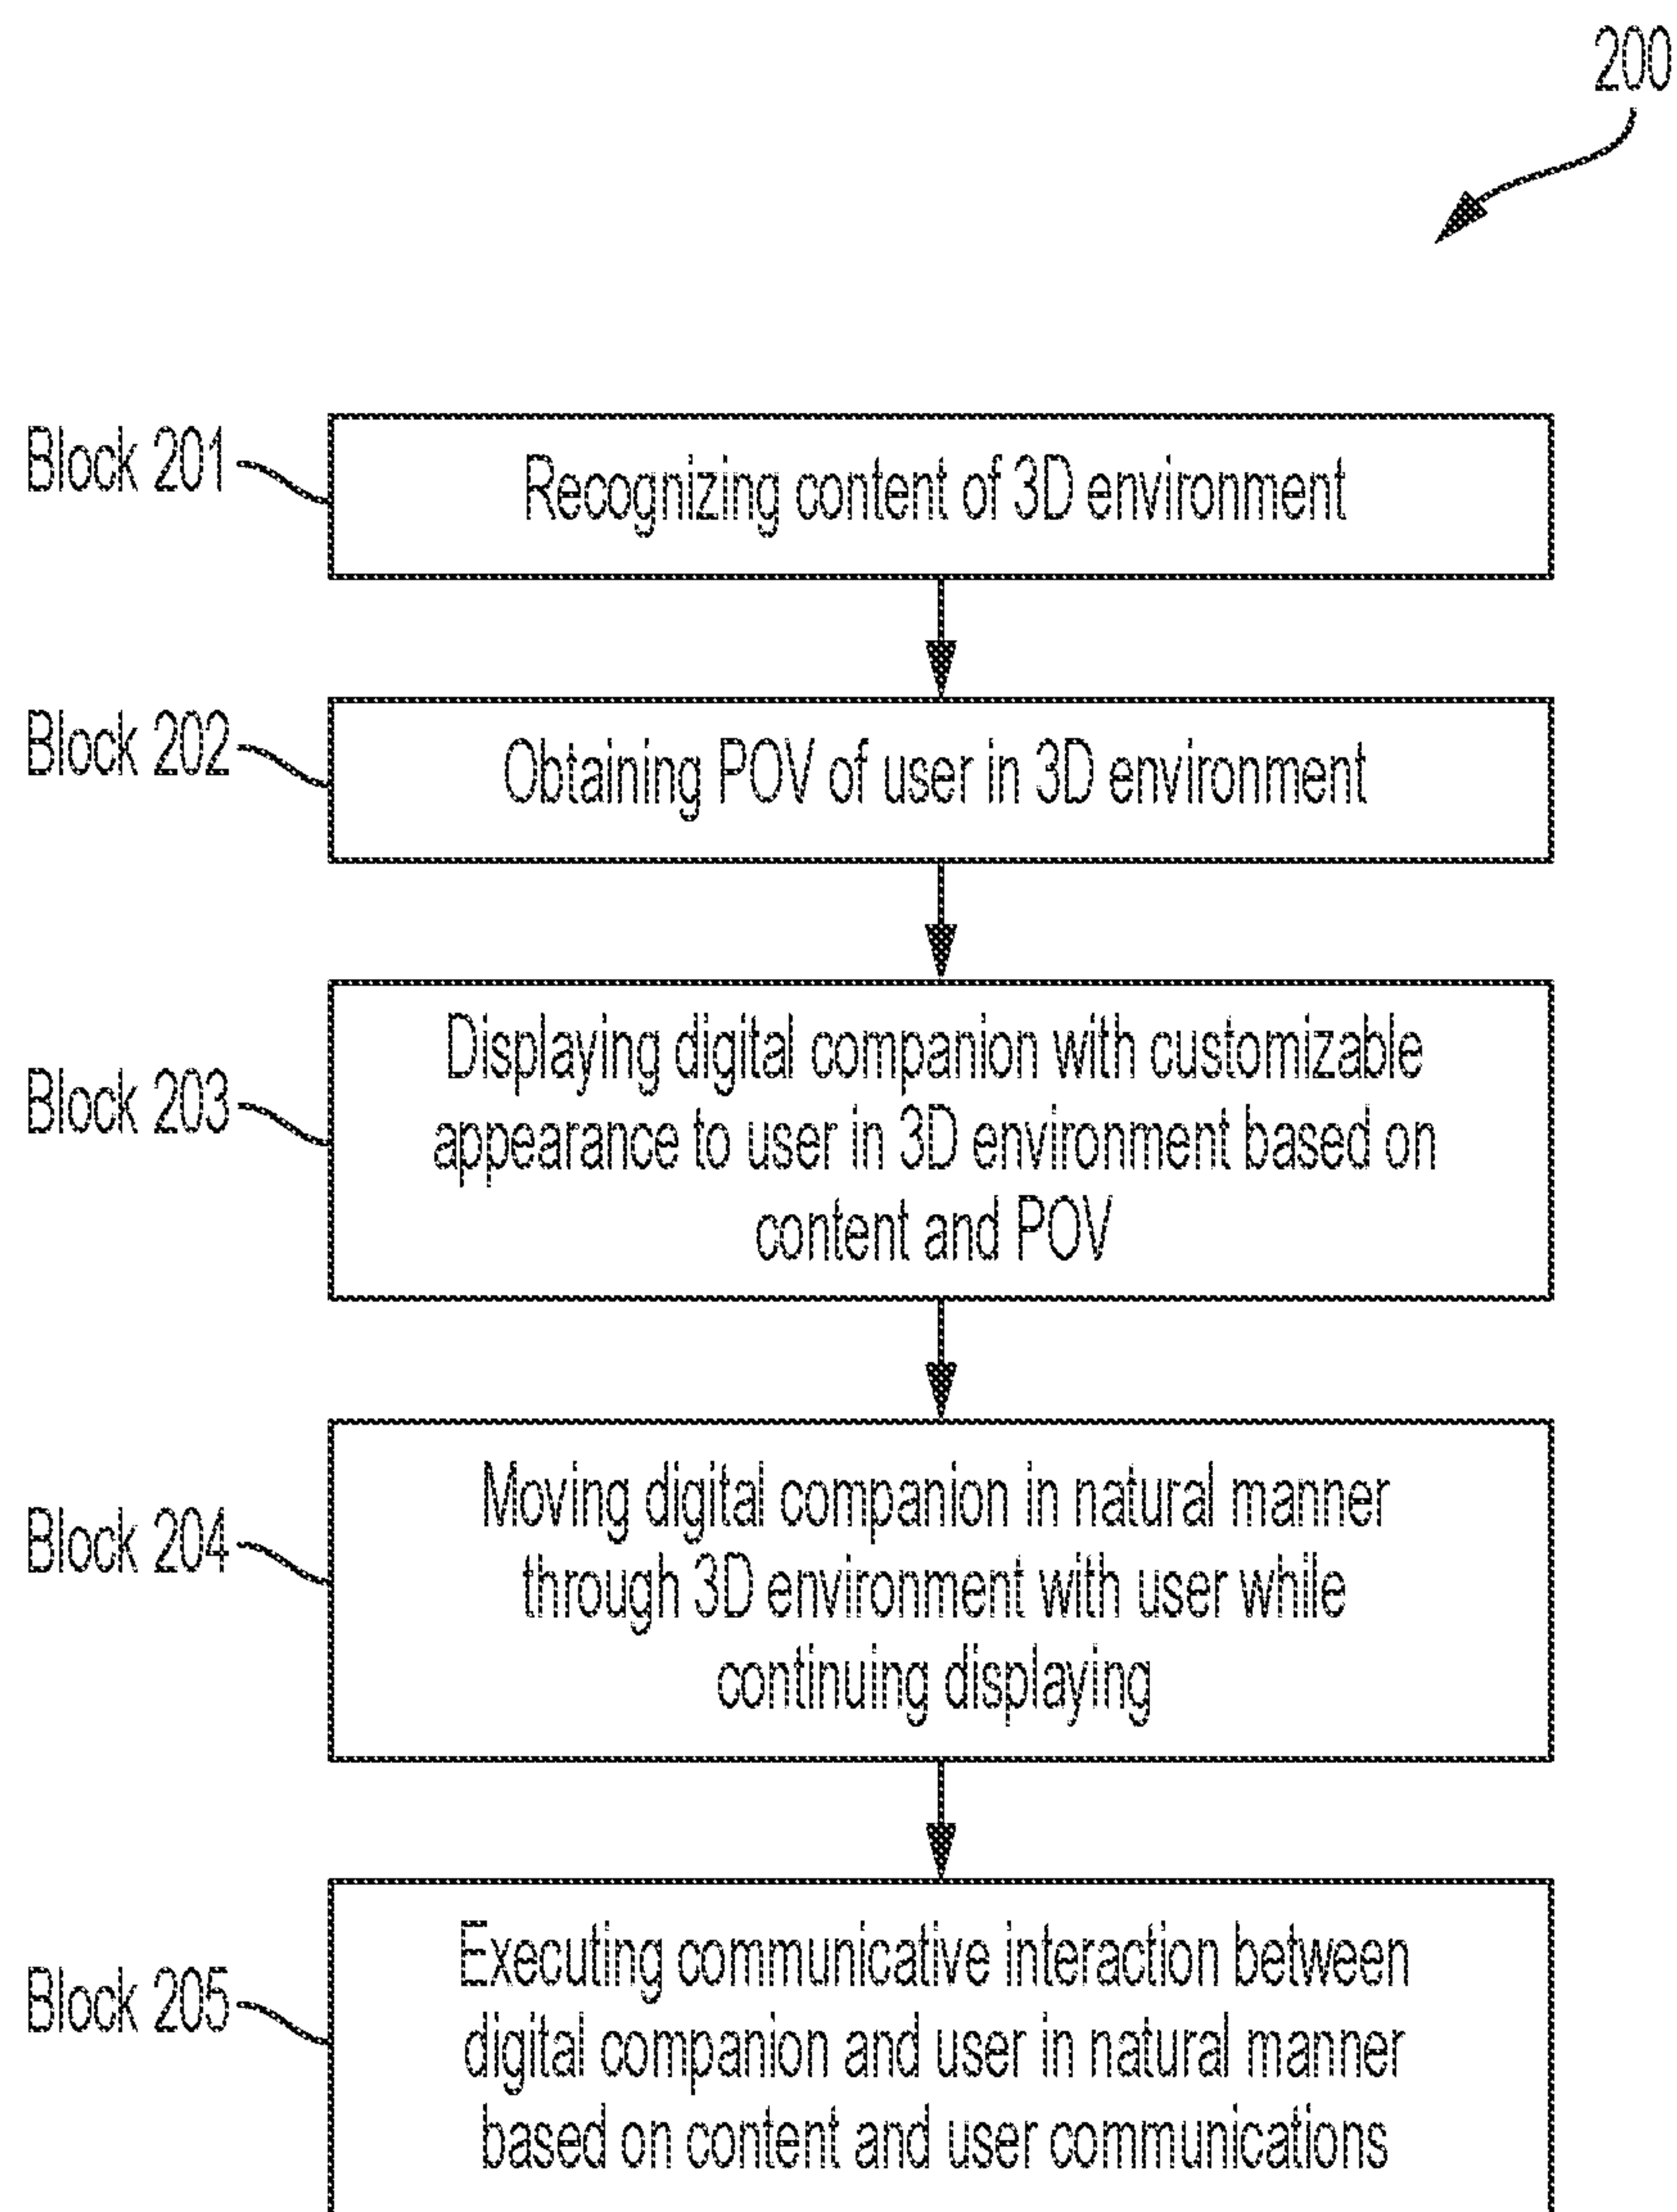 200
Block 201
Recognizing content of 3D environment
Block 202
Obtaining POV of user in 3D environment
Block 203
Displaying digital companion with customizable
appearance to user in 3D environment based on
content and POV
Block 204
Moving digital companion in natural manner
through 3D environment with user while
continuing displaying
Block 205
Executing communicative interaction between
digital companion and user in natural manner
based on content and user communications